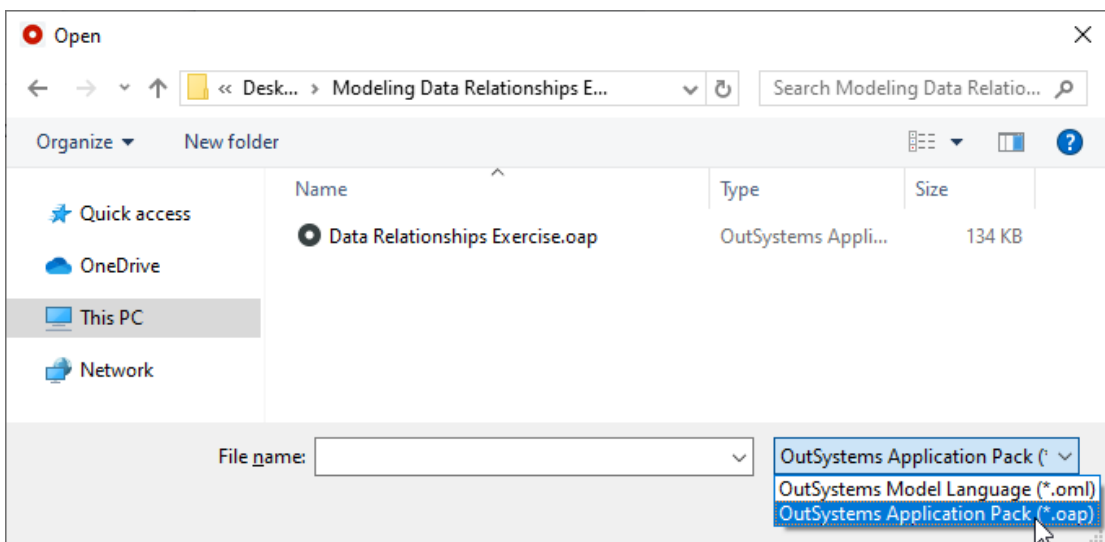 Open
« Desk... › Modeling Data Relationships E...
Search Modeling Data Relatio...
Organize
New folder
Name
Type
Size
Quick access
Data Relationships Exercise.oap
OutSystems Appli...
134 KB
OneDrive
This PC
Network
File name:
OutSystems Application Pack (*
OutSystems Model Language (*.oml)
OutSystems Application Pack (*.oap)